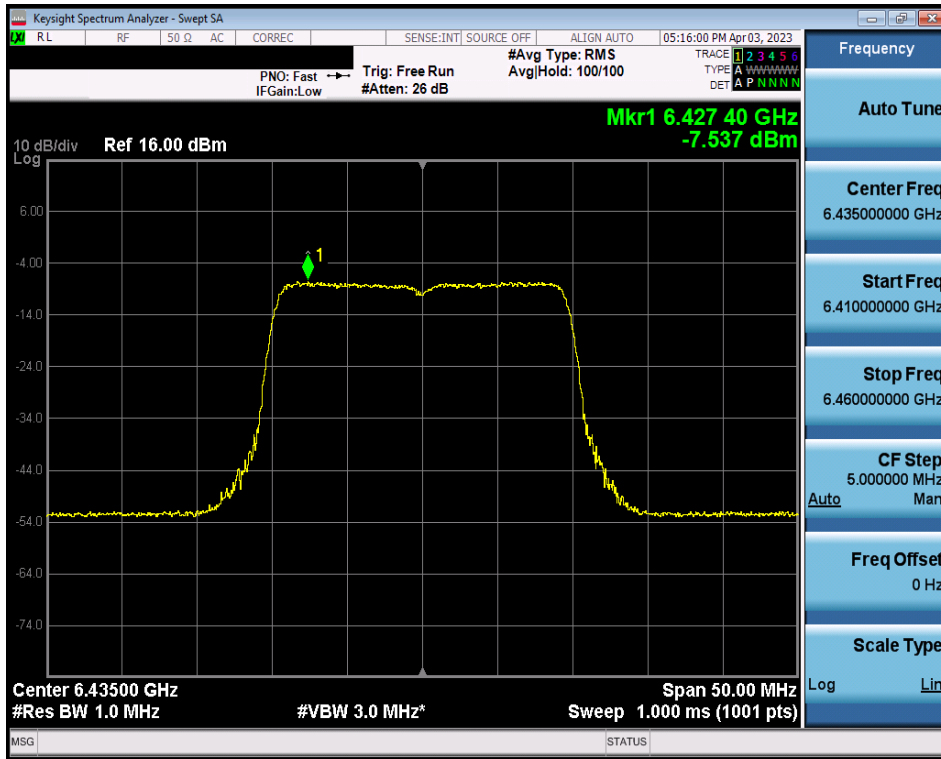 Keysight Spectrum Analyzer - Swept SA
LXI RL RF 50 Ω AC CORREC SENSE:INT SOURCE OFF ALIGN AUTO 05:16:00 PM Apr 03, 2023
PNO: Fast
IFGain:Low
Trig: Free Run
#Atten: 26 dB
#Avg Type: RMS
Avg|Hold: 100/100
TRACE 1 2 3 4 5 6
TYPE A WWWWW
DET A P N N N N
Mkr1 6.427 40 GHz
-7.537 dBm
10 dB/div Ref 16.00 dBm
Log
1
6.00
-4.00
-14.0
-24.0
-34.0
-44.0
-54.0
-64.0
-74.0
Center 6.43500 GHz Span 50.00 MHz
#Res BW 1.0 MHz #VBW 3.0 MHz* Sweep 1.000 ms (1001 pts)
MSG STATUS
Frequency
Auto Tune
Center Freq
6.435000000 GHz
Start Freq
6.410000000 GHz
Stop Freq
6.460000000 GHz
CF Step
5.000000 MHz
Auto Man
Freq Offset
0 Hz
Scale Type
Log Lin